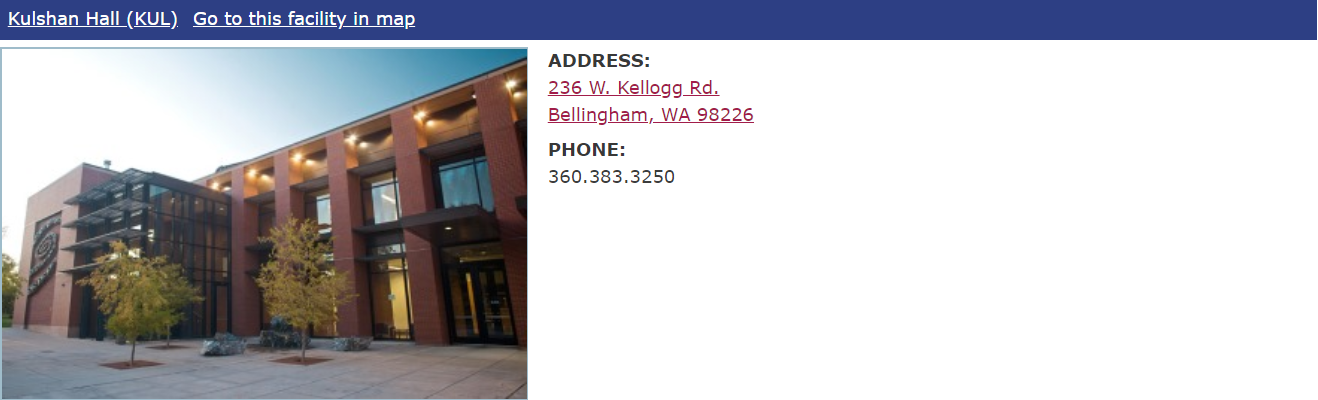 Kulshan Hall (KUL) Go to this facility in map
ADDRESS:
236 W. Kellogg Rd.
Bellingham, WA 98226
PHONE:
360.383.3250